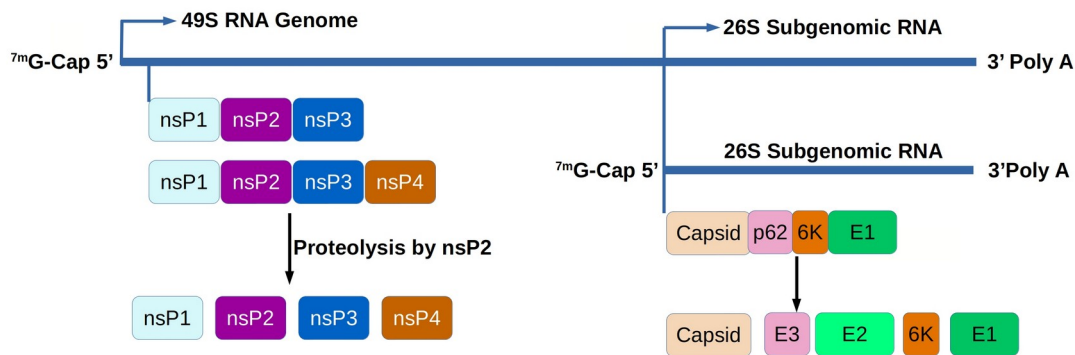 49S RNA Genome
26S Subgenomic RNA
7mG-Cap 5’
3’ Poly A
nsP1 nsP2 nsP3
26S Subgenomic RNA
7mG-Cap 5’
3’Poly A
nsP1 nsP2 nsP3 nsP4
Capsid p62 6K E1
Proteolysis by nsP2
nsP1 nsP2 nsP3 nsP4
Capsid E3 E2 6K E1